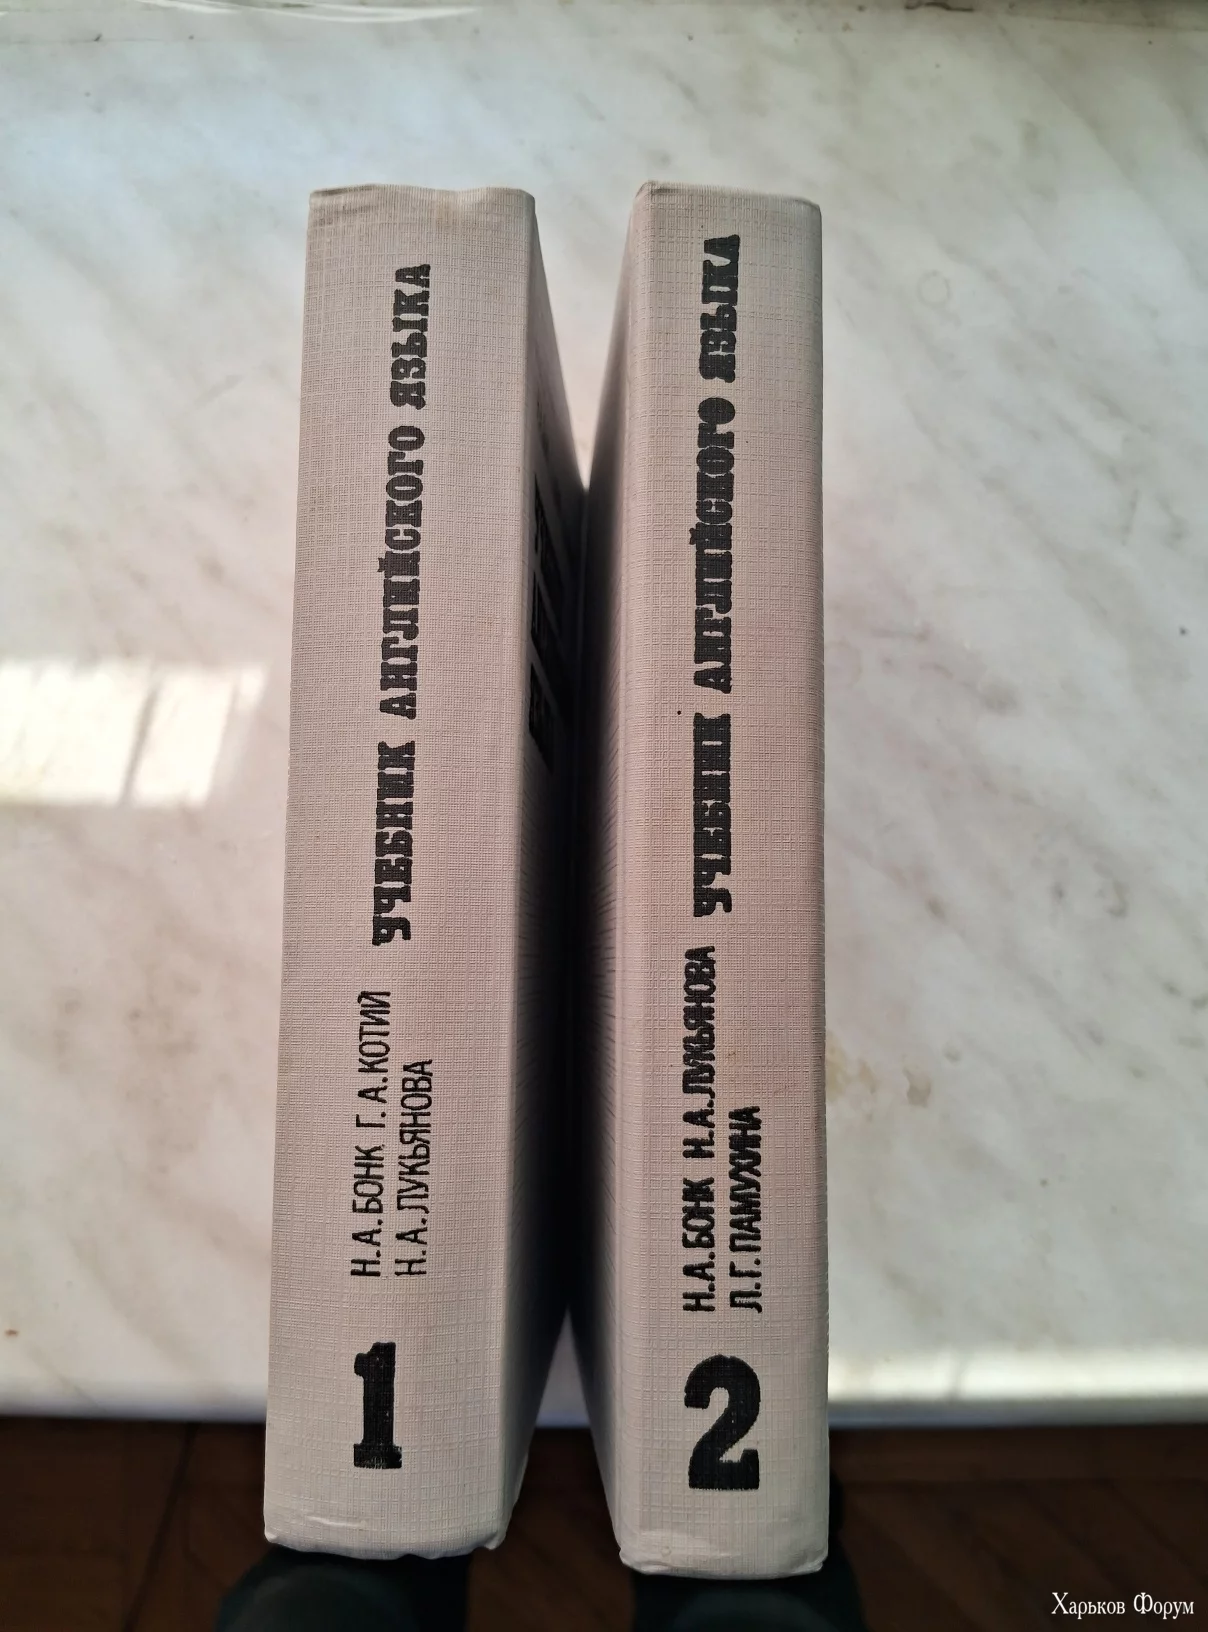 1
Н.А.БОНК Г.А.КОТИЙ
Н.А.ЛУКЬЯНОВА
УЧЕБНИК АНГЛИЙСКОГО ЯЗЫКА
2
Н.А.БОНК Н.А.ЛУКЬЯНОВА
Л.Г.ПАМУХИНА
УЧЕБНИК АНГЛИЙСКОГО ЯЗЫКА
Харьков Форум